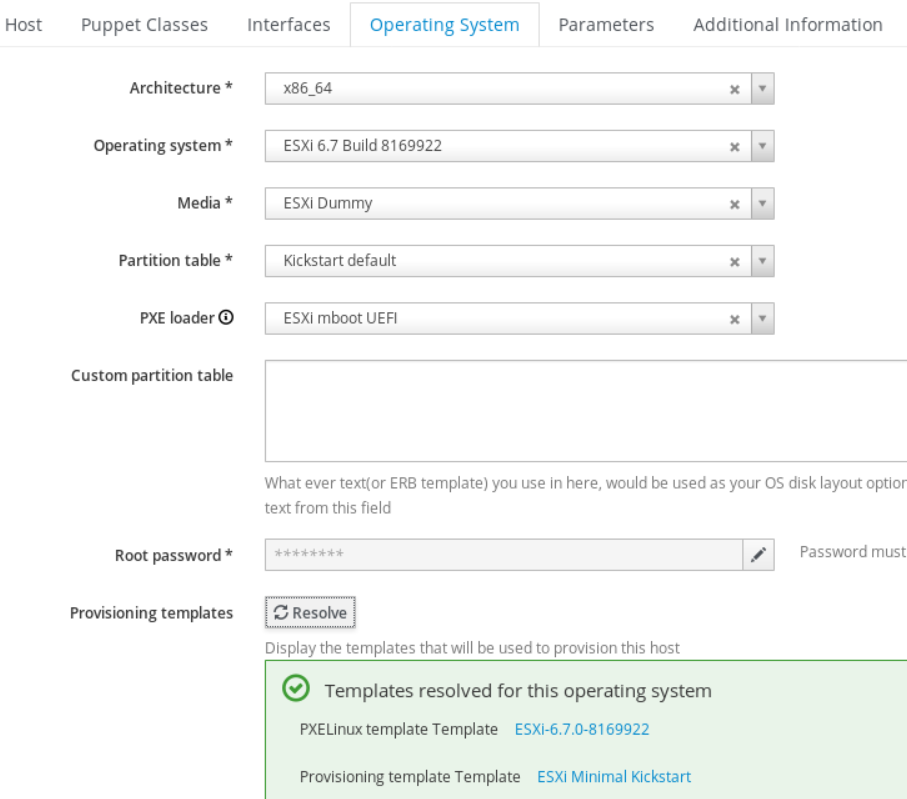 Host Puppet Classes Interfaces Operating System Parameters Additional Information
Architecture * x86_64
Operating system * ESXi 6.7 Build 8169922
Media * ESXi Dummy
Partition table * Kickstart default
PXE loader ESXi mboot UEFI
Custom partition table
What ever text(or ERB template) you use in here, would be used as your OS disk layout option
text from this field
Root password * ******** Password must
Provisioning templates Resolve
Display the templates that will be used to provision this host
Templates resolved for this operating system
PXELinux template Template ESXi-6.7.0-8169922
Provisioning template Template ESXi Minimal Kickstart